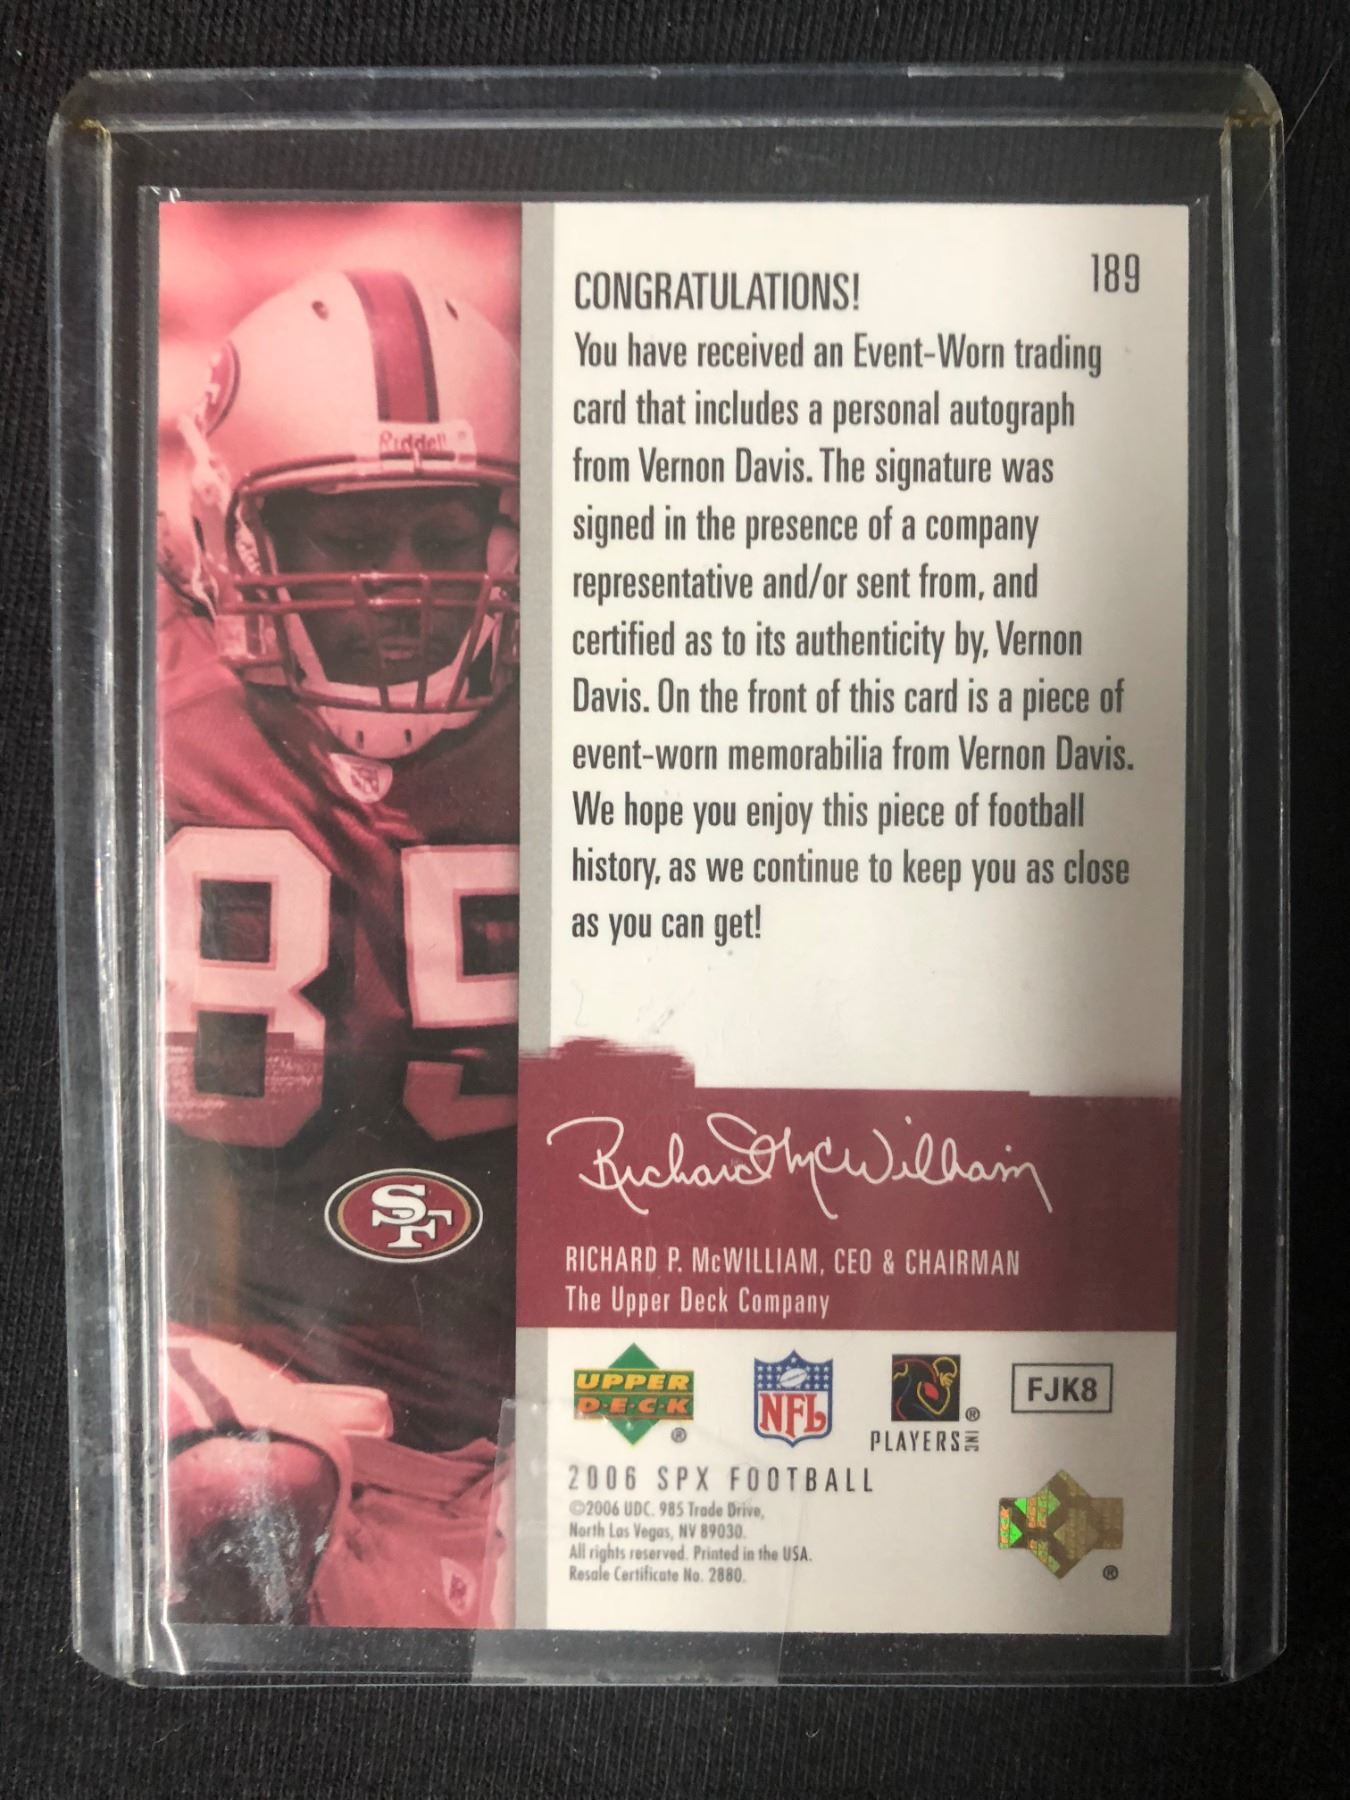 189
CONGRATULATIONS!
You have received an Event-Worn trading
card that includes a personal autograph
from Vernon Davis. The signature was
signed in the presence of a company
representative and/or sent from, and
certified as to its authenticity by, Vernon
Davis. On the front of this card is a piece of
event-worn memorabilia from Vernon Davis.
We hope you enjoy this piece of football
history, as we continue to keep you as close
as you can get!
Riddell
85
SF
Richard McWilliam
RICHARD P. McWILLIAM, CEO & CHAIRMAN
The Upper Deck Company
UPPER
D·E·C·K
®
NFL
®
PLAYERS INC
FJK8
2006 SPX FOOTBALL
©2006 UDC. 985 Trade Drive,
North Las Vegas, NV 89030.
All rights reserved. Printed in the USA.
Resale Certificate No. 2880.
®